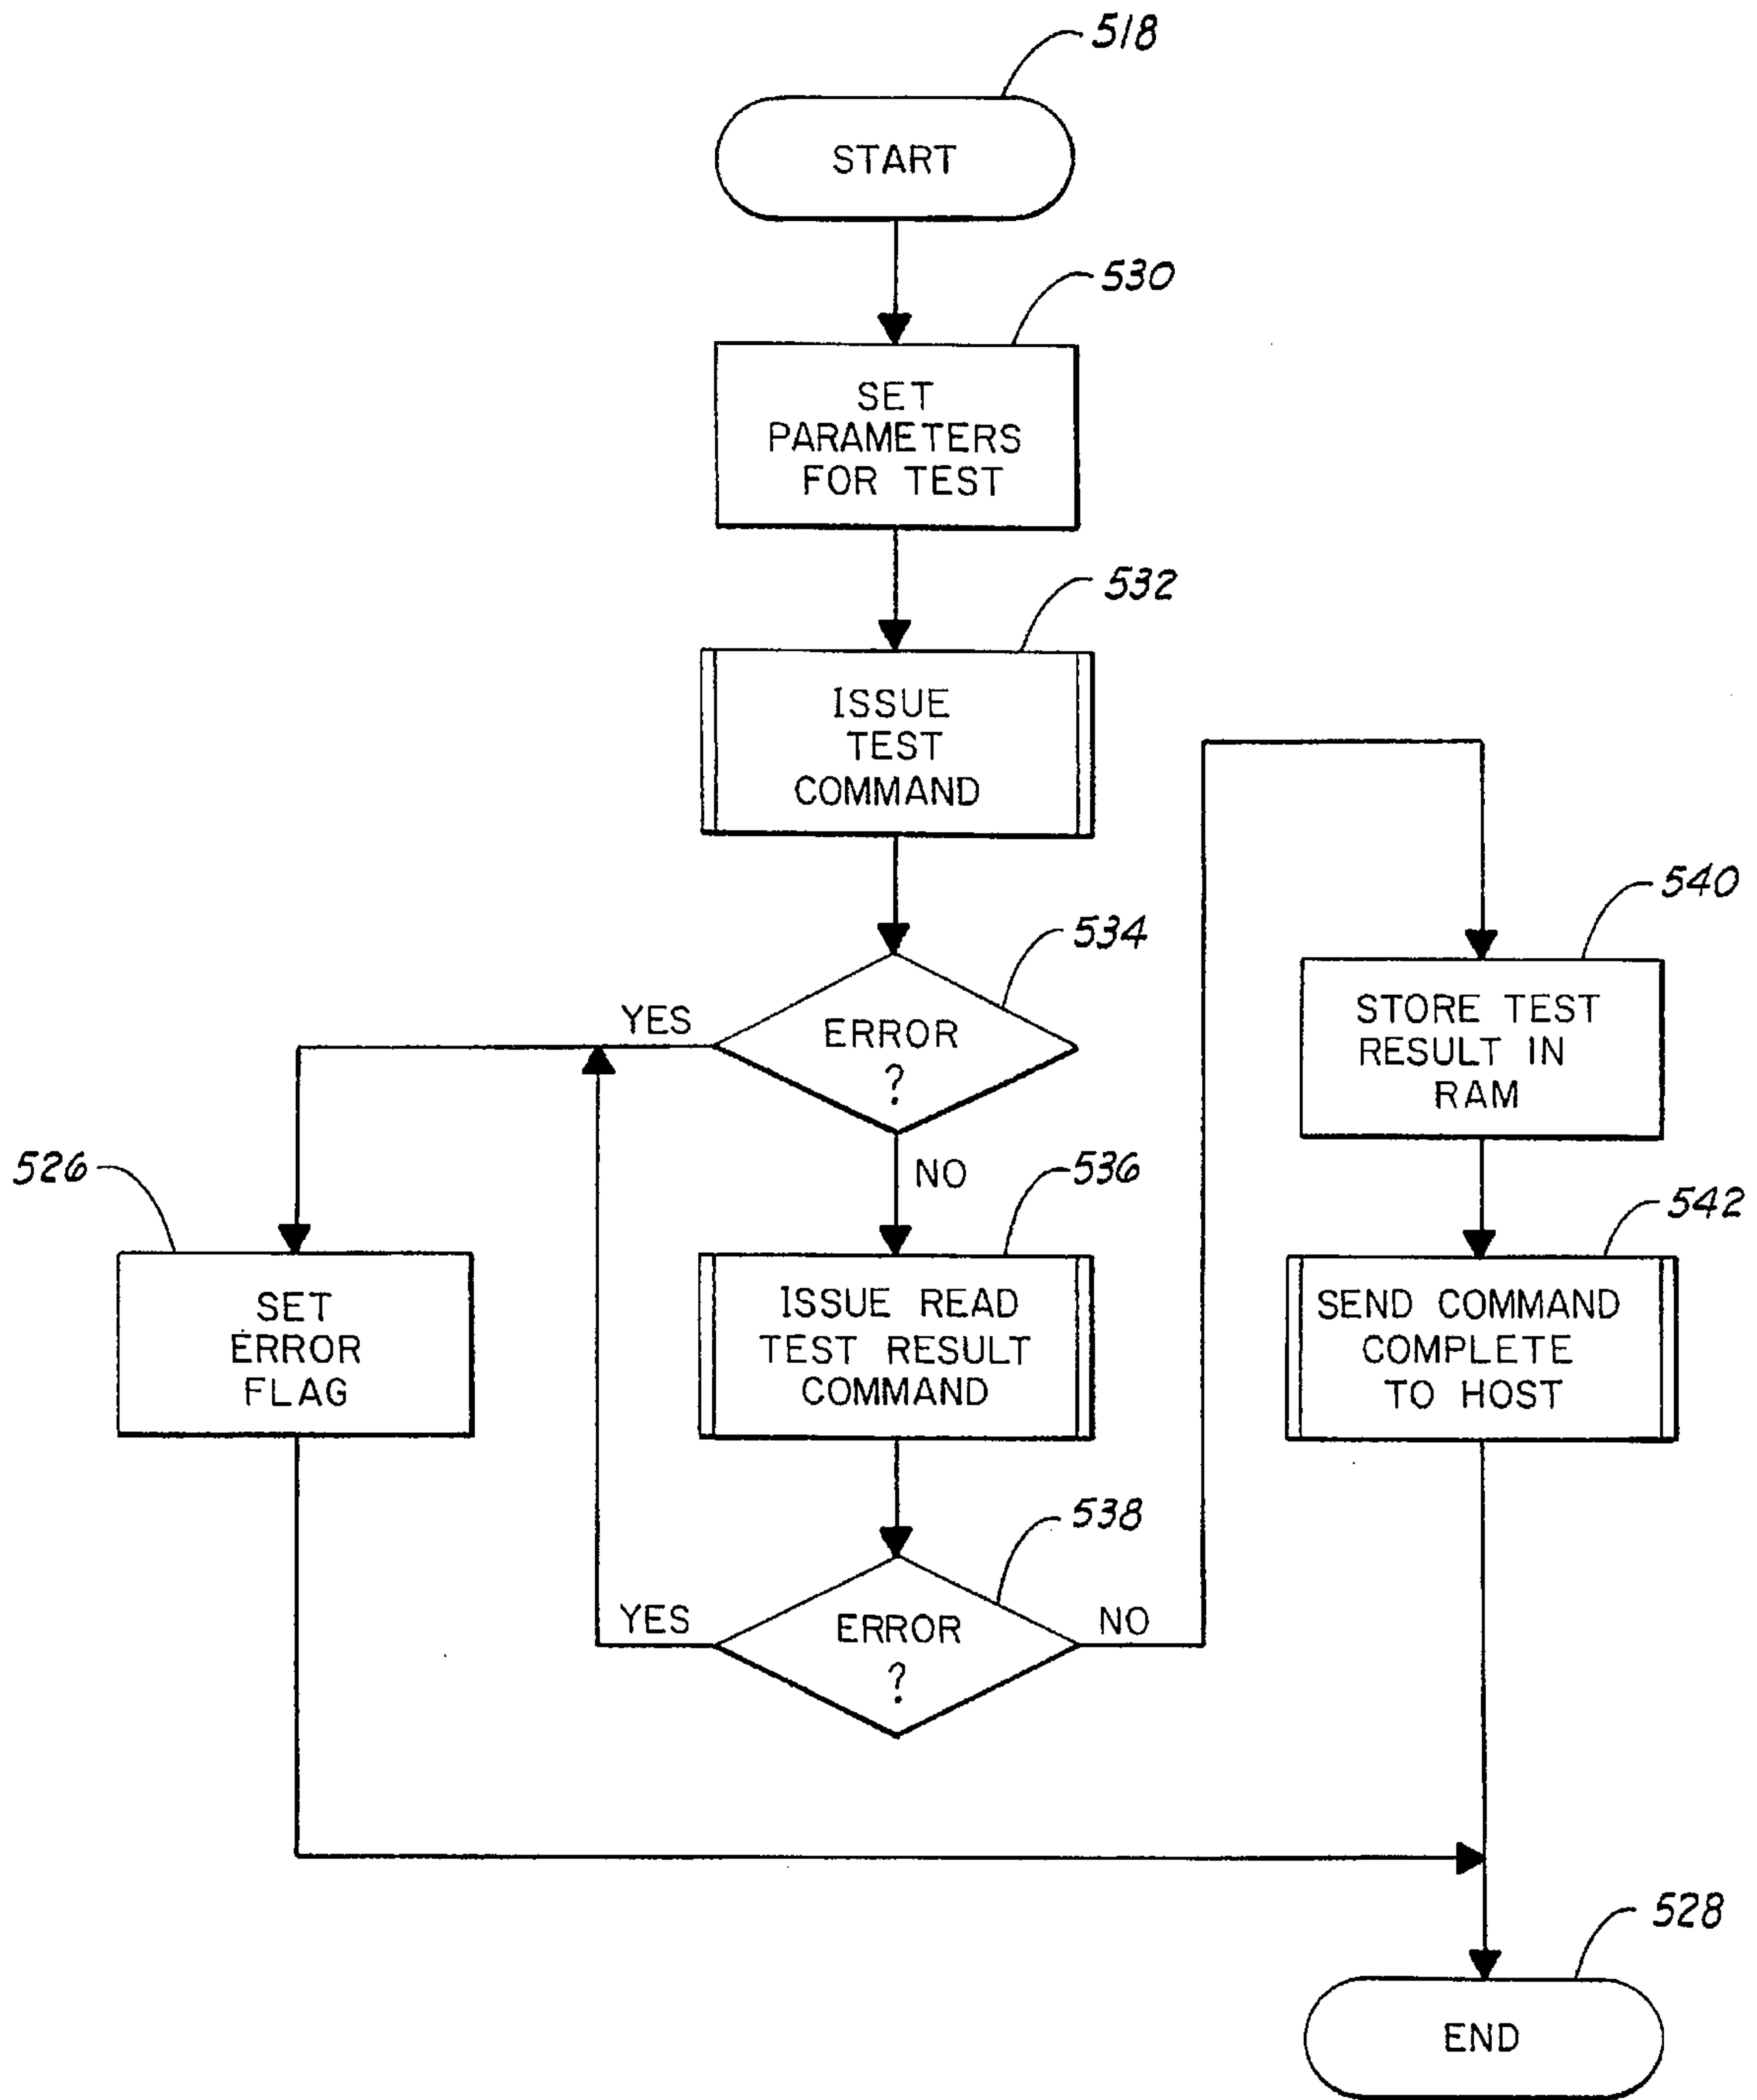 518
START
530
SET
PARAMETERS
FOR TEST
532
ISSUE
TEST
COMMAND
534
YES
ERROR
?
NO
526
SET
ERROR
FLAG
536
ISSUE READ
TEST RESULT
COMMAND
538
YES
ERROR
?
NO
540
STORE TEST
RESULT IN
RAM
542
SEND COMMAND
COMPLETE
TO HOST
528
END